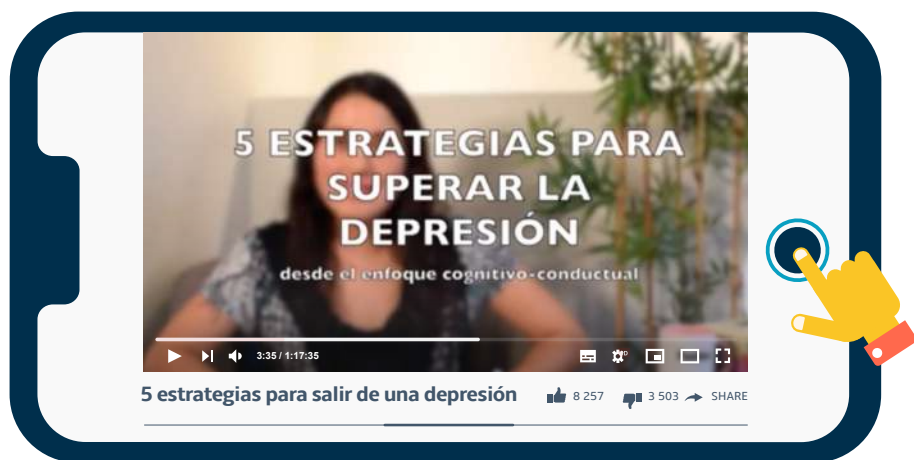 5 ESTRATEGIAS PARA
SUPERAR LA
DEPRESIÓN
desde el enfoque cognitivo-conductual
3:35 / 1:17:35
5 estrategias para salir de una depresión 8 257 3 503 SHARE